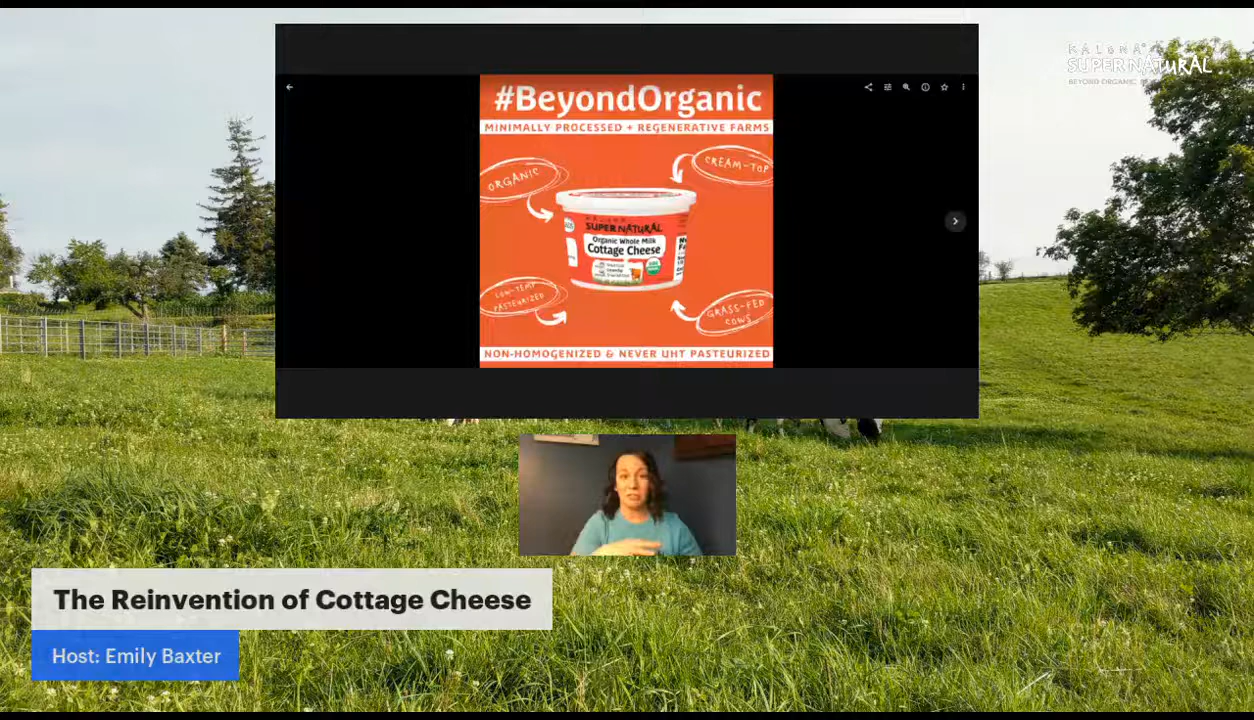 KALONA
SUPERNATURAL
BEYOND ORGANIC
#BeyondOrganic
MINIMALLY PROCESSED + REGENERATIVE FARMS
ORGANIC
CREAM-TOP
KALONA
SUPERNATURAL
Organic Whole Milk
Cottage Cheese
LOW-TEMP
PASTEURIZED
GRASS-FED
COWS
NON-HOMOGENIZED & NEVER UHT PASTEURIZED
The Reinvention of Cottage Cheese
Host: Emily Baxter